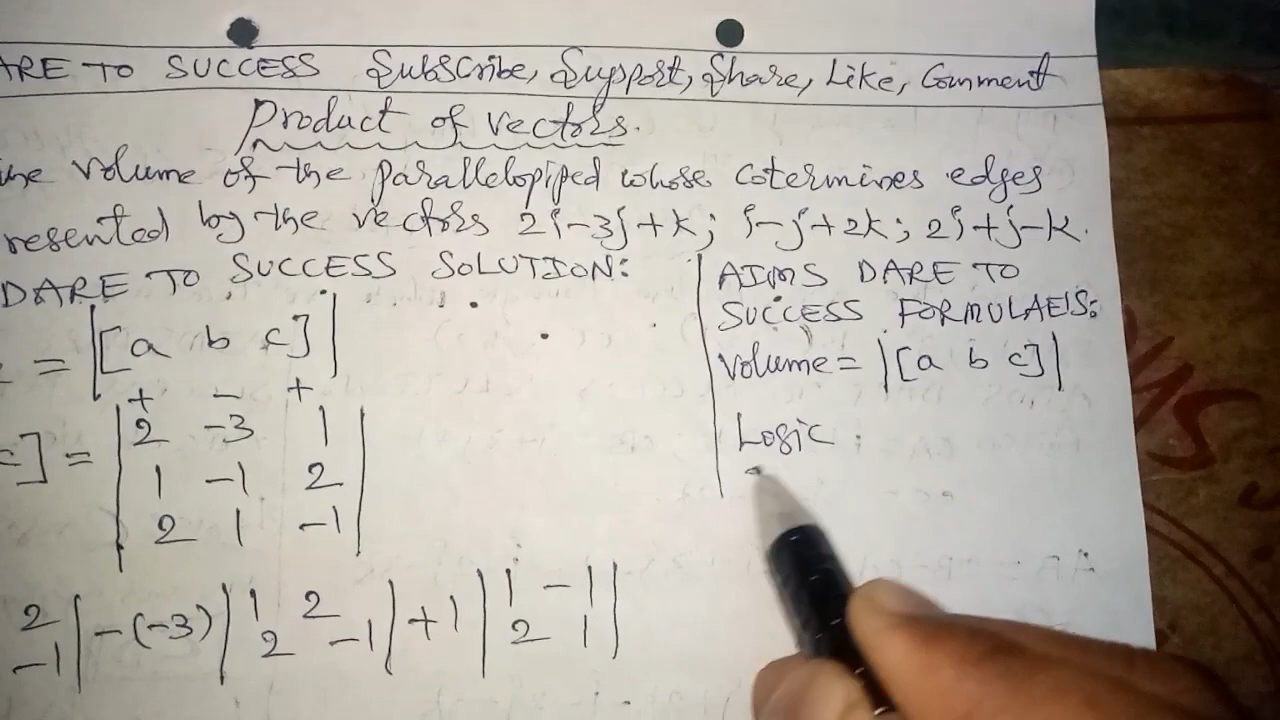 ARE TO SUCCESS Subscribe, Support, Share, Like, Comment
Product of vectors.
the volume of the parallelopiped whose cotermines edges
resented by the vectors 2i-3j+k; i-j+2k; 2i+j-k.
DARE TO SUCCESS SOLUTION:
= |[a b c]|
+ - +
c] = | 2 -3 1 |
1 -1 2
2 1 -1
2 | -(-3) | 1 2 | +1 | 1 -1 |
-1 2 -1 2 1
AIMS DARE TO
SUCCESS FORMULAEIS:
Volume = |[a b c]|
Logic :